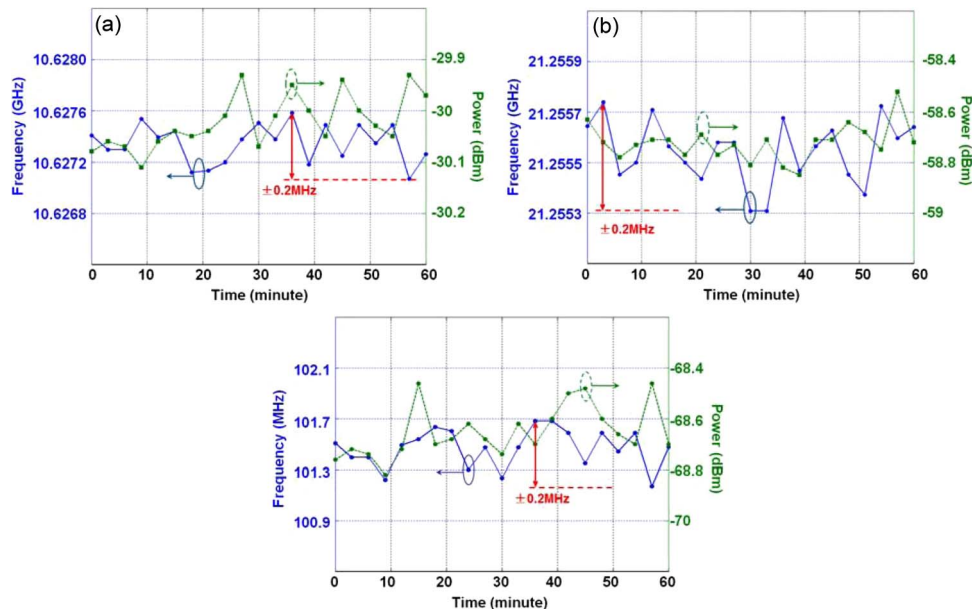 (a)
10.6280
10.6276
10.6272
10.6268
Frequency (GHz)
-29.9
-30
-30.1
-30.2
Power (dBm)
±0.2MHz
0 10 20 30 40 50 60
Time (minute)
(b)
21.2559
21.2557
21.2555
21.2553
Frequency (GHz)
-58.4
-58.6
-58.8
-59
Power (dBm)
±0.2MHz
0 10 20 30 40 50 60
Time (minute)
102.1
101.7
101.3
100.9
Frequency (MHz)
-68.4
-68.6
-68.8
-70
Power (dBm)
±0.2MHz
0 10 20 30 40 50 60
Time (minute)